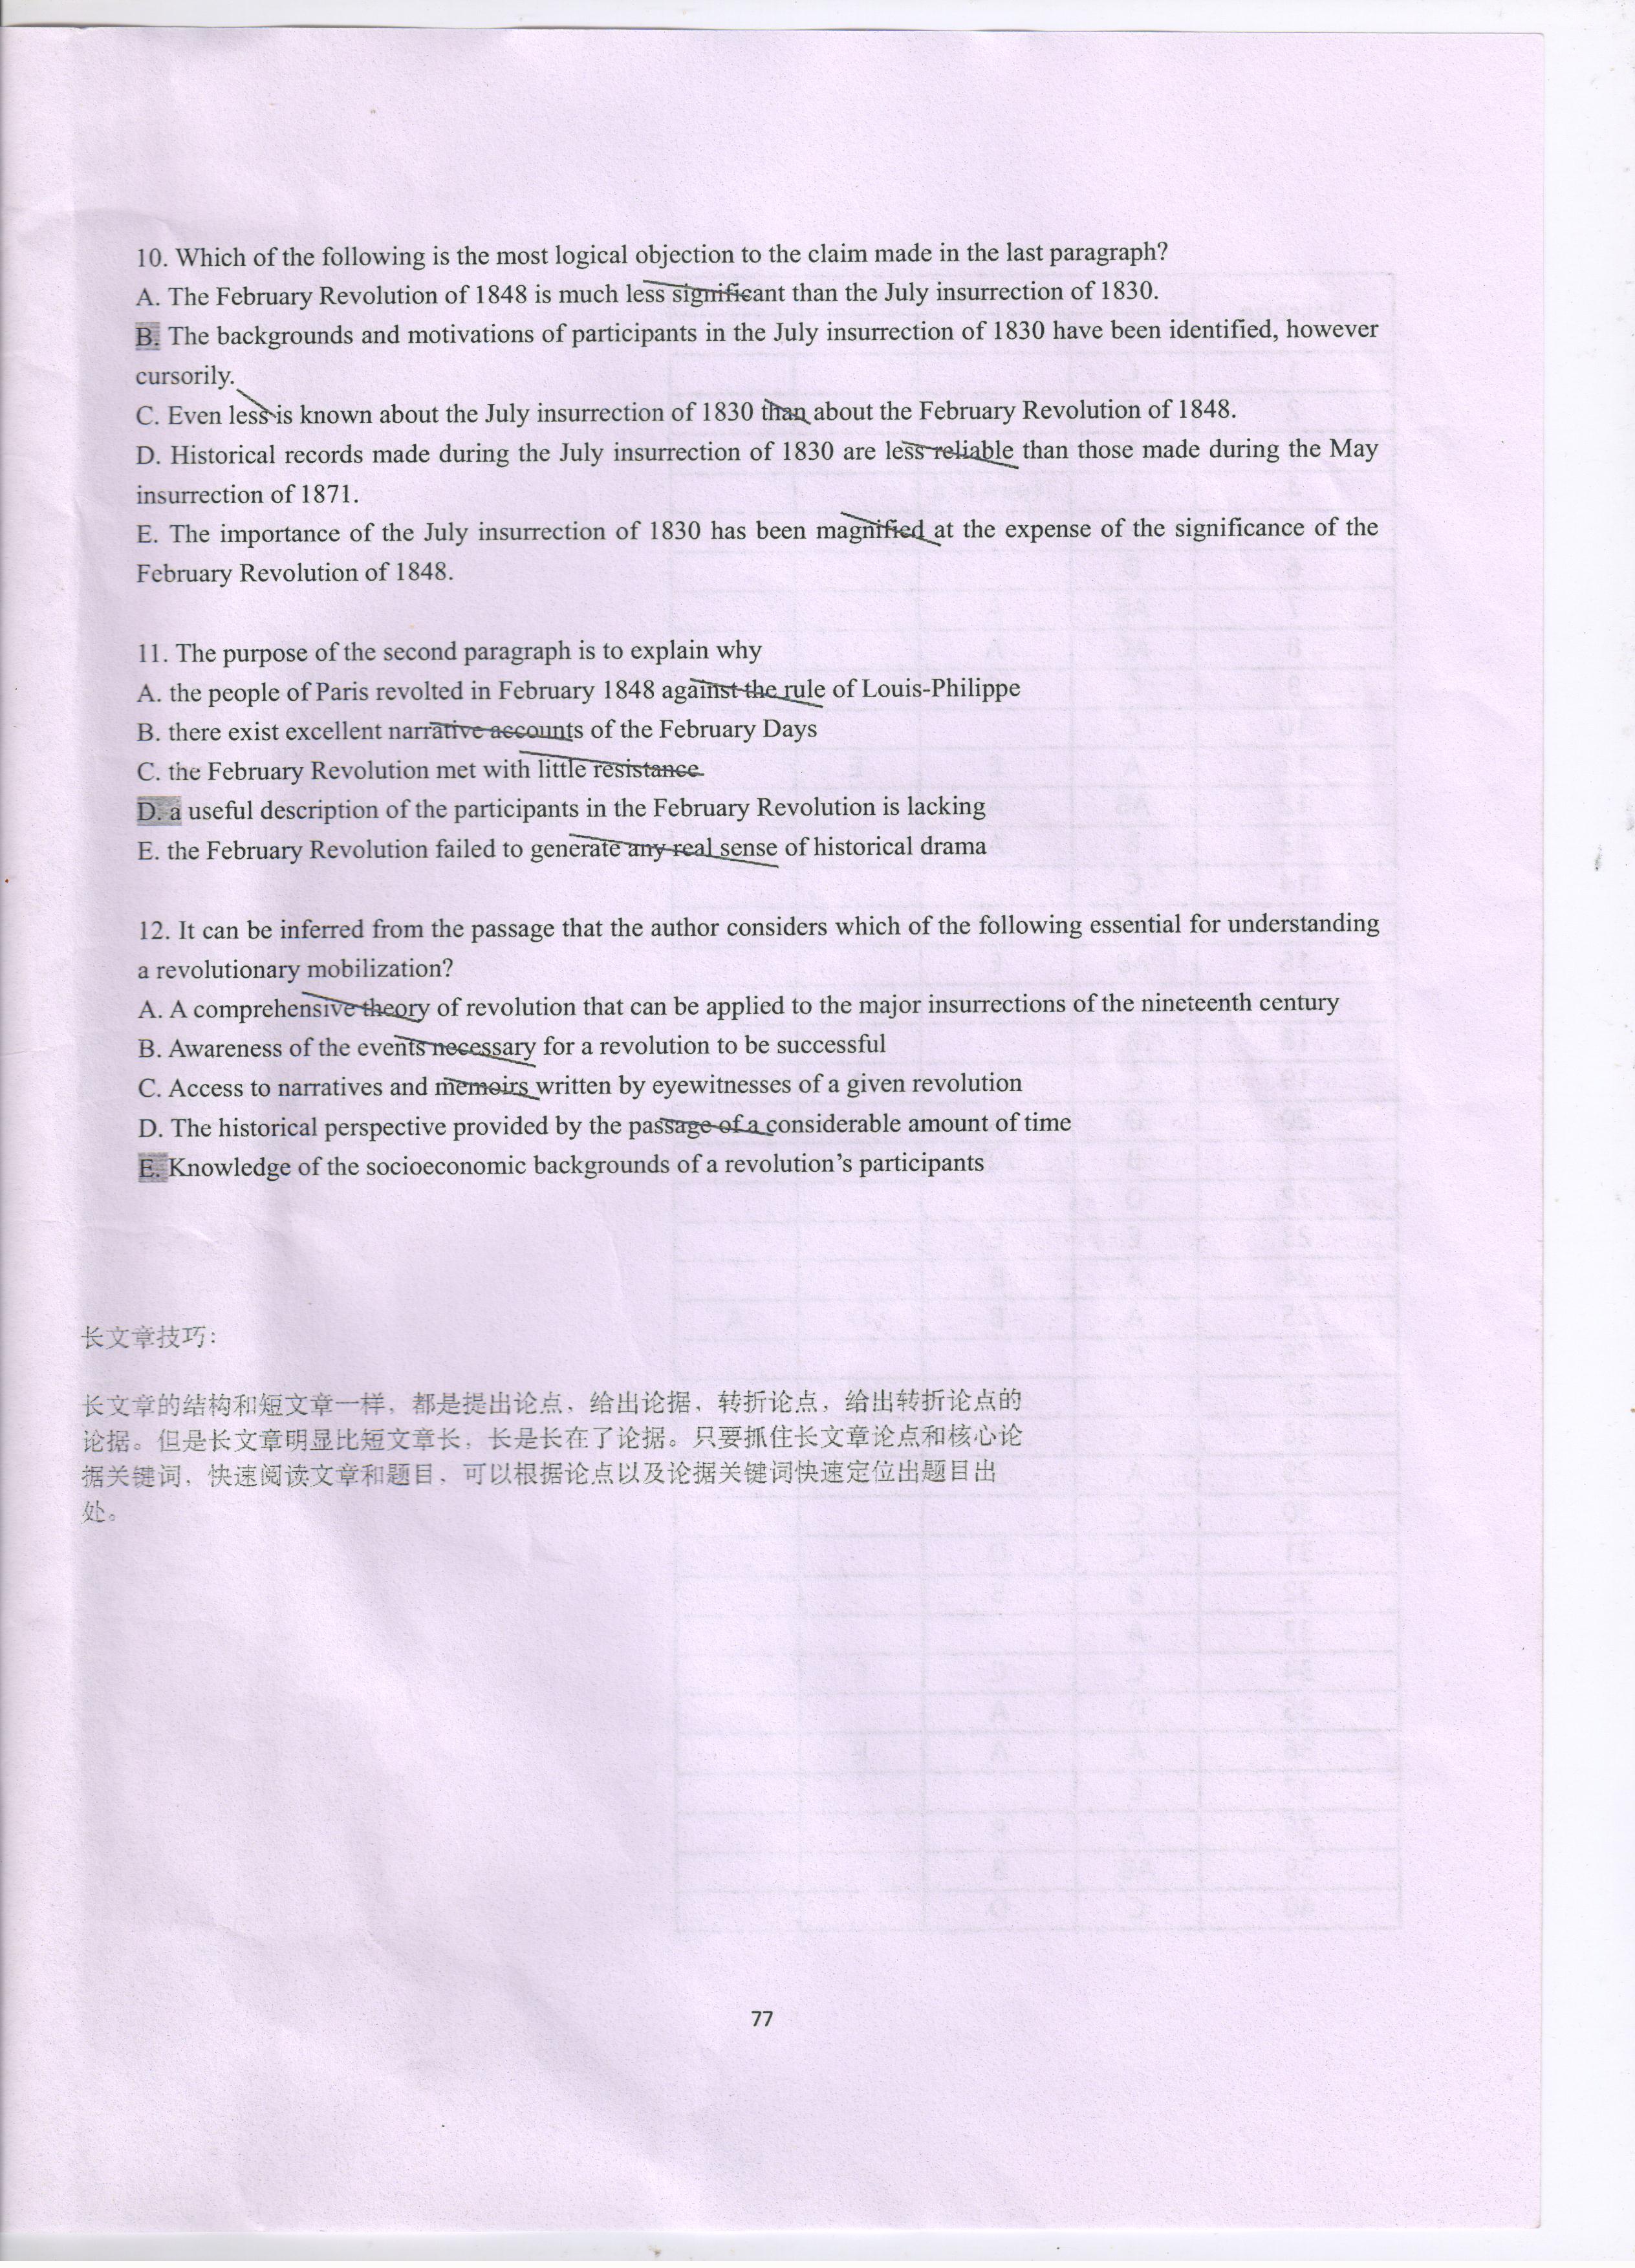 10. Which of the following is the most logical objection to the claim made in the last paragraph?
A. The February Revolution of 1848 is much less significant than the July insurrection of 1830.
B. The backgrounds and motivations of participants in the July insurrection of 1830 have been identified, however
cursorily.
C. Even less is known about the July insurrection of 1830 than about the February Revolution of 1848.
D. Historical records made during the July insurrection of 1830 are less reliable than those made during the May
insurrection of 1871.
E. The importance of the July insurrection of 1830 has been magnified at the expense of the significance of the
February Revolution of 1848.
11. The purpose of the second paragraph is to explain why
A. the people of Paris revolted in February 1848 against the rule of Louis-Philippe
B. there exist excellent narrative accounts of the February Days
C. the February Revolution met with little resistance
D. a useful description of the participants in the February Revolution is lacking
E. the February Revolution failed to generate any real sense of historical drama
12. It can be inferred from the passage that the author considers which of the following essential for understanding
a revolutionary mobilization?
A. A comprehensive theory of revolution that can be applied to the major insurrections of the nineteenth century
B. Awareness of the events necessary for a revolution to be successful
C. Access to narratives and memoirs written by eyewitnesses of a given revolution
D. The historical perspective provided by the passage of a considerable amount of time
E. Knowledge of the socioeconomic backgrounds of a revolution's participants
长文章技巧：
长文章的结构和短文章一样，都是提出论点，给出论据，转折论点，给出转折论点的
论据。但是长文章明显比短文章长，长是长在了论据。只要抓住长文章论点和核心论
据关键词，快速阅读文章和题目，可以根据论点以及论据关键词快速定位出题目出
处。
77